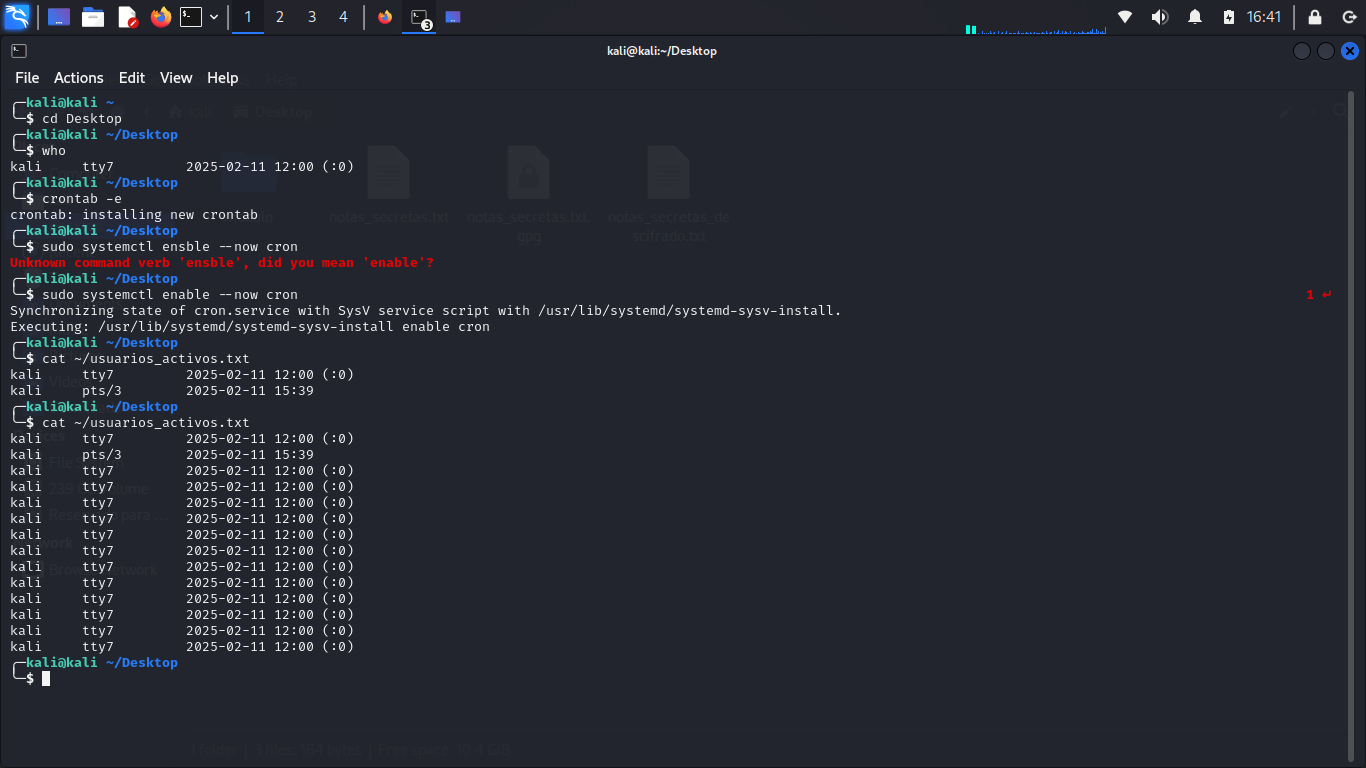 1 2 3 4
3
16:41
kali@kali:~/Desktop
File Actions Edit View Help
kali@kali ~
$ cd Desktop
kali@kali ~/Desktop
$ who
kali     tty7         2025-02-11 12:00 (:0)
kali@kali ~/Desktop
$ crontab -e
crontab: installing new crontab
kali@kali ~/Desktop
$ sudo systemctl ensble --now cron
Unknown command verb 'ensble', did you mean 'enable'?
kali@kali ~/Desktop
$ sudo systemctl enable --now cron 1 ↵
Synchronizing state of cron.service with SysV service script with /usr/lib/systemd/systemd-sysv-install.
Executing: /usr/lib/systemd/systemd-sysv-install enable cron
kali@kali ~/Desktop
$ cat ~/usuarios_activos.txt
kali     tty7         2025-02-11 12:00 (:0)
kali     pts/3        2025-02-11 15:39
kali@kali ~/Desktop
$ cat ~/usuarios_activos.txt
kali     tty7         2025-02-11 12:00 (:0)
kali     pts/3        2025-02-11 15:39
kali     tty7         2025-02-11 12:00 (:0)
kali     tty7         2025-02-11 12:00 (:0)
kali     tty7         2025-02-11 12:00 (:0)
kali     tty7         2025-02-11 12:00 (:0)
kali     tty7         2025-02-11 12:00 (:0)
kali     tty7         2025-02-11 12:00 (:0)
kali     tty7         2025-02-11 12:00 (:0)
kali     tty7         2025-02-11 12:00 (:0)
kali     tty7         2025-02-11 12:00 (:0)
kali     tty7         2025-02-11 12:00 (:0)
kali     tty7         2025-02-11 12:00 (:0)
kali     tty7         2025-02-11 12:00 (:0)
kali@kali ~/Desktop
$
Desktop
notas_secretas.txt
notas_secretas.txt.
gpg
notas_secretas_de
scifrado.txt